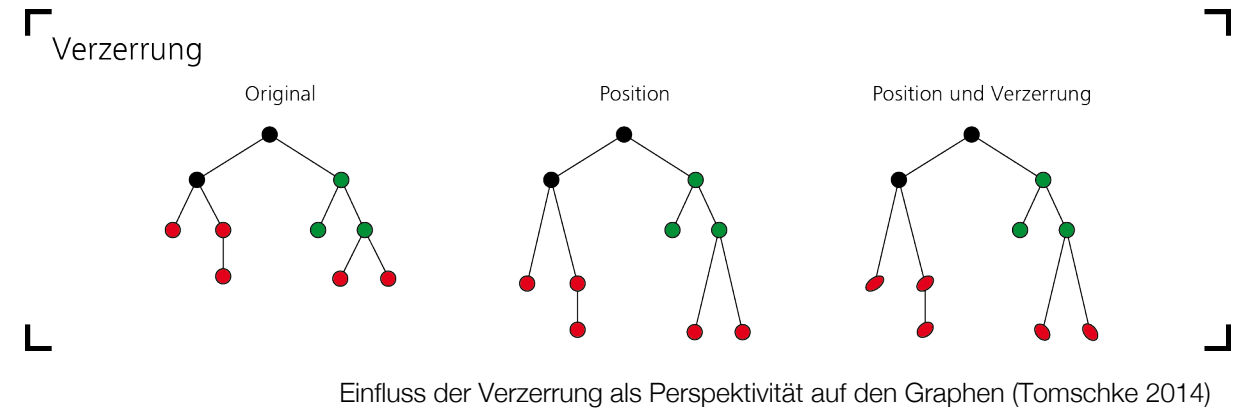 Verzerrung
Original
Position
Position und Verzerrung
Einfluss der Verzerrung als Perspektivität auf den Graphen (Tomschke 2014)